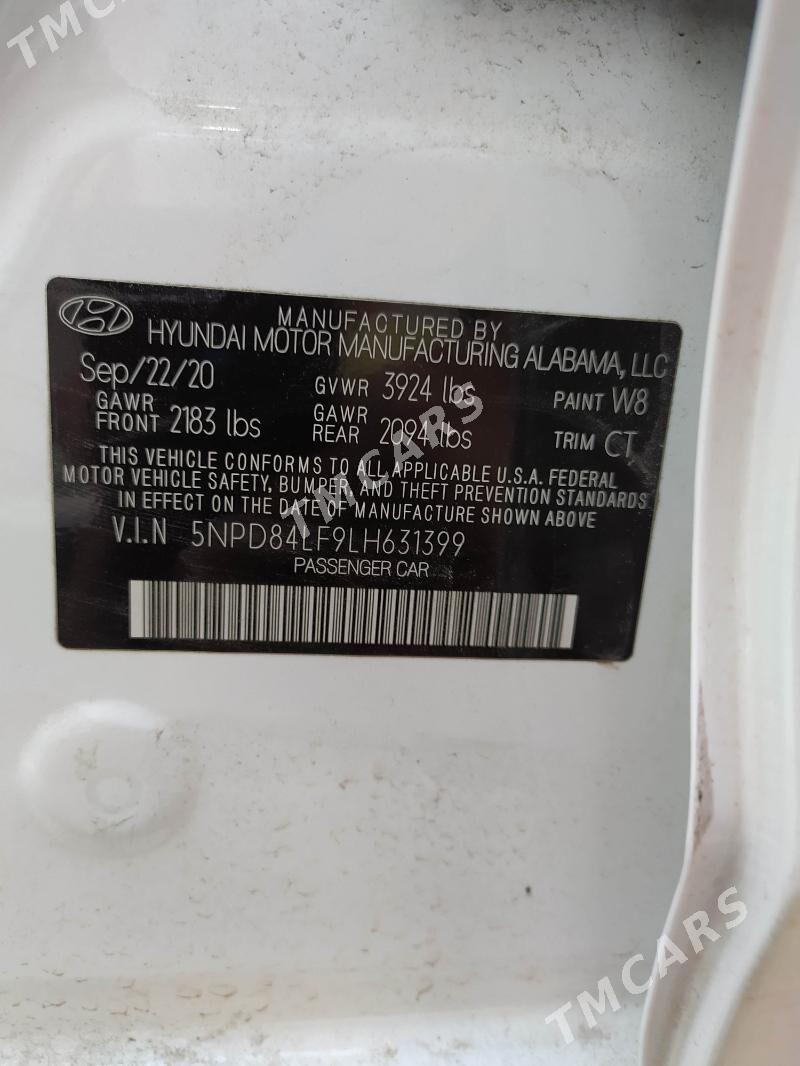 TMCARS
MANUFACTURED BY
HYUNDAI MOTOR MANUFACTURING ALABAMA, LLC
Sep/22/20 GVWR 3924 lbs PAINT W8
GAWR FRONT 2183 lbs GAWR REAR 2094 lbs TRIM CT
THIS VEHICLE CONFORMS TO ALL APPLICABLE U.S.A. FEDERAL
MOTOR VEHICLE SAFETY, BUMPER, AND THEFT PREVENTION STANDARDS
IN EFFECT ON THE DATE OF MANUFACTURE SHOWN ABOVE
V.I.N 5NPD84LF9LH631399
PASSENGER CAR
TMCARS
TMCARS